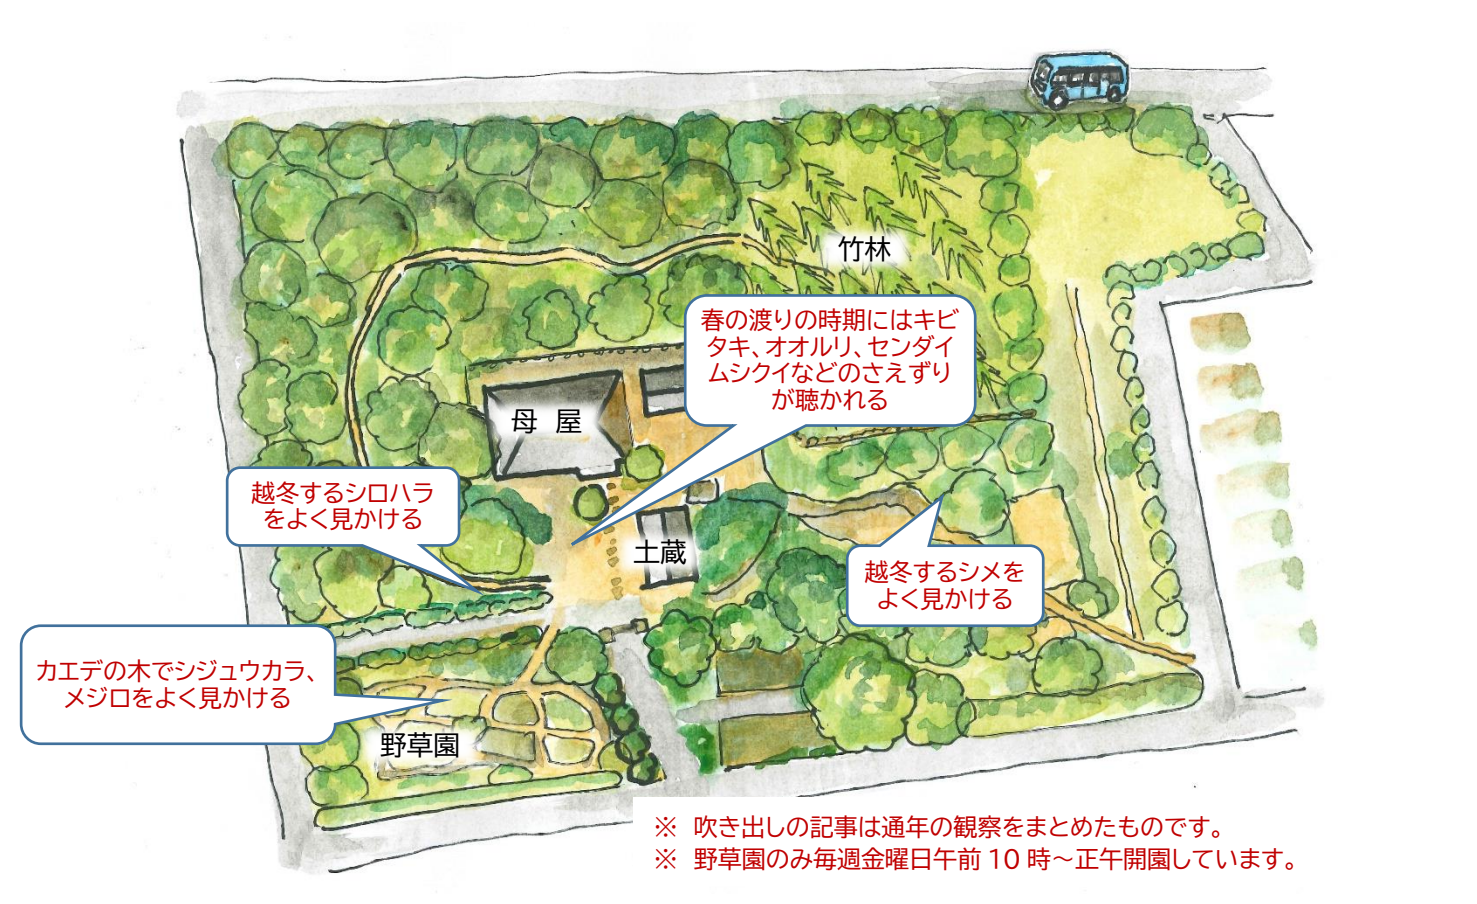 竹林
春の渡りの時期にはキビ
タキ、オオルリ、センダイ
ムシクイなどのさえずり
が聴かれる
母　屋
越冬するシロハラ
をよく見かける
土蔵
越冬するシメを
よく見かける
カエデの木でシジュウカラ、
メジロをよく見かける
野草園
※　吹き出しの記事は通年の観察をまとめたものです。
※　野草園のみ毎週金曜日午前 10 時～正午開園しています。